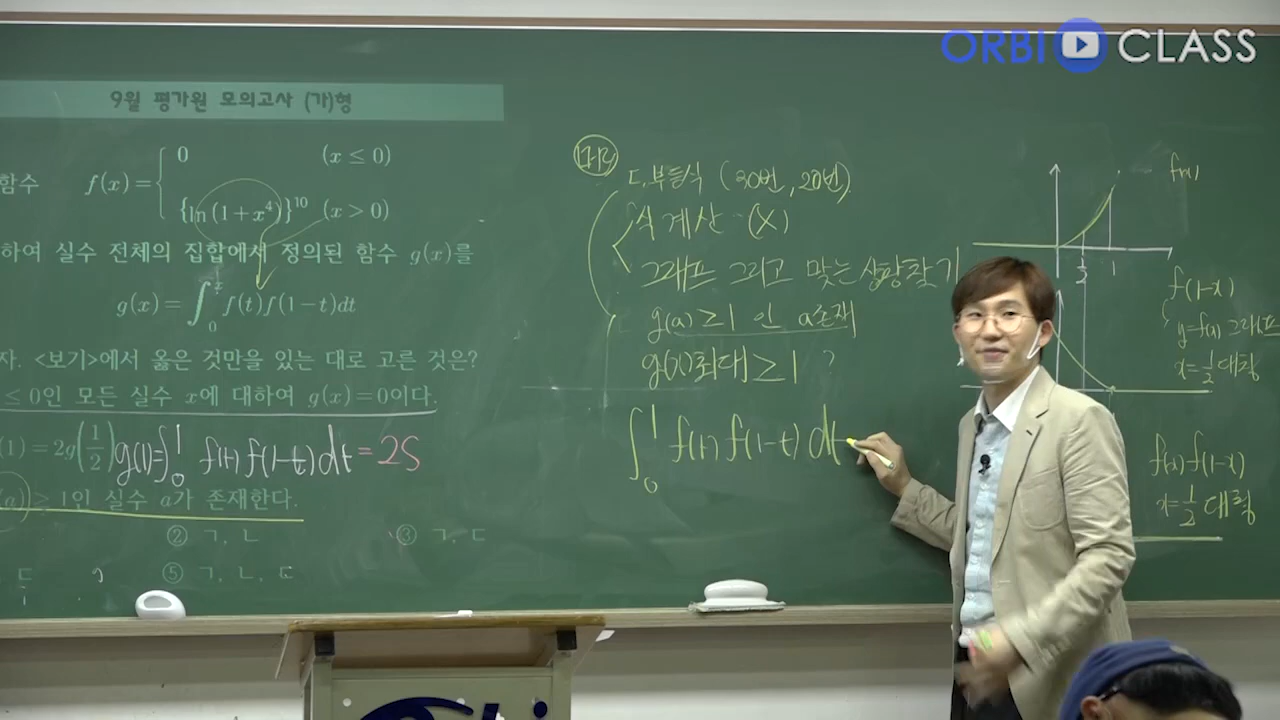 ORBI CLASS
9월 평가원 모의고사 (가)형
함수 f(x)= { 0 (x ≤ 0)
{ln(1+x⁴)}¹⁰ (x > 0)
하여 실수 전체의 집합에서 정의된 함수 g(x)를
g(x)=∫₀ f(t)f(1−t)dt
자. <보기>에서 옳은 것만을 있는 대로 고른 것은?
≤ 0인 모든 실수 x에 대하여 g(x)=0이다.
(1)=2g(1/2)
g(1)=∫₀¹ f(t) f(1-t) dt = 2S
(a) ≥ 1인 실수 a가 존재한다.
② ㄱ, ㄴ ③ ㄱ, ㄷ
ㄷ ⑤ ㄱ, ㄴ, ㄷ
ㄷ. 부등식 (30번, 20번)
식계산 (X)
그래프 그리고 맞는 상황찾기
g(a)≥1 인 a존재
g(x)최대≥1 ?
∫₀¹ f(t) f(1-t) dt
f(x)
1/2 1
f(1-x)
y=f(x) 그래프
x=1/2 대칭
f(x) f(1-x)
x=1/2 대칭